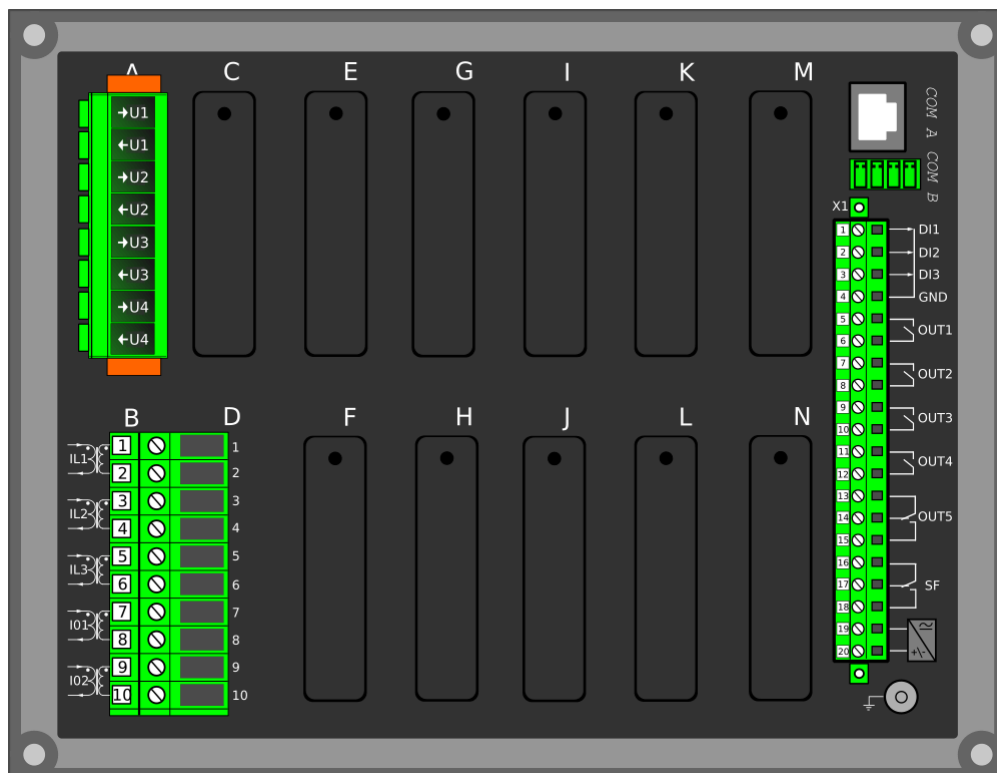 A C E G I K M
COM A
→U1
←U1
→U2
←U2
→U3
←U3
→U4
←U4
COM B
X1
1 DI1
2 DI2
3 DI3
4 GND
5
6
OUT1
7
8
OUT2
9
10
OUT3
11
12
OUT4
13
14
15
OUT5
16
17
18
SF
19
20
≃
+/-
B D F H J L N
IL1
1 1
2 2
IL2
3 3
4 4
IL3
5 5
6 6
I01
7 7
8 8
I02
9 9
10 10